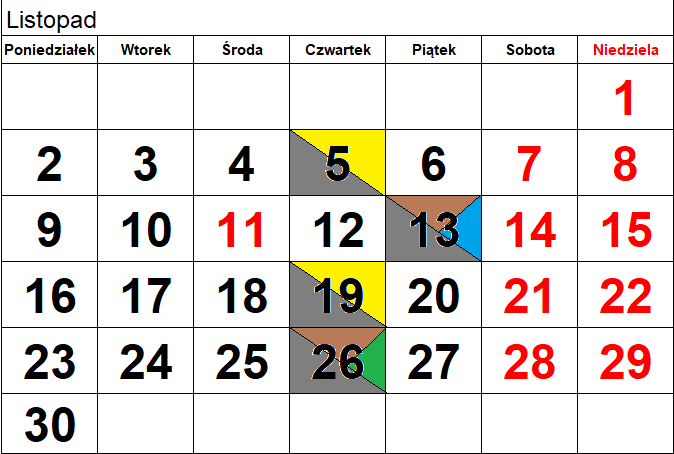 Listopad
Poniedziałek Wtorek Środa Czwartek Piątek Sobota Niedziela
1
2 3 4 5 6 7 8
9 10 11 12 13 14 15
16 17 18 19 20 21 22
23 24 25 26 27 28 29
30